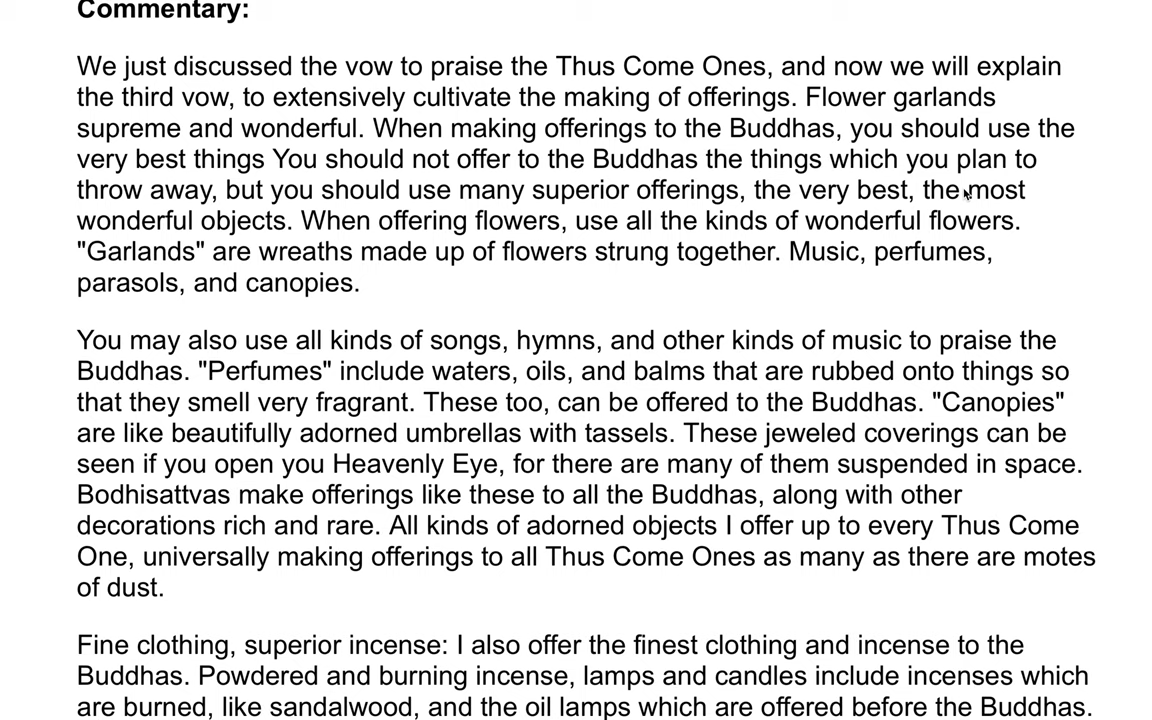 Commentary:
We just discussed the vow to praise the Thus Come Ones, and now we will explain
the third vow, to extensively cultivate the making of offerings. Flower garlands
supreme and wonderful. When making offerings to the Buddhas, you should use the
very best things You should not offer to the Buddhas the things which you plan to
throw away, but you should use many superior offerings, the very best, the most
wonderful objects. When offering flowers, use all the kinds of wonderful flowers.
"Garlands" are wreaths made up of flowers strung together. Music, perfumes,
parasols, and canopies.
You may also use all kinds of songs, hymns, and other kinds of music to praise the
Buddhas. "Perfumes" include waters, oils, and balms that are rubbed onto things so
that they smell very fragrant. These too, can be offered to the Buddhas. "Canopies"
are like beautifully adorned umbrellas with tassels. These jeweled coverings can be
seen if you open you Heavenly Eye, for there are many of them suspended in space.
Bodhisattvas make offerings like these to all the Buddhas, along with other
decorations rich and rare. All kinds of adorned objects I offer up to every Thus Come
One, universally making offerings to all Thus Come Ones as many as there are motes
of dust.
Fine clothing, superior incense: I also offer the finest clothing and incense to the
Buddhas. Powdered and burning incense, lamps and candles include incenses which
are burned, like sandalwood, and the oil lamps which are offered before the Buddhas.